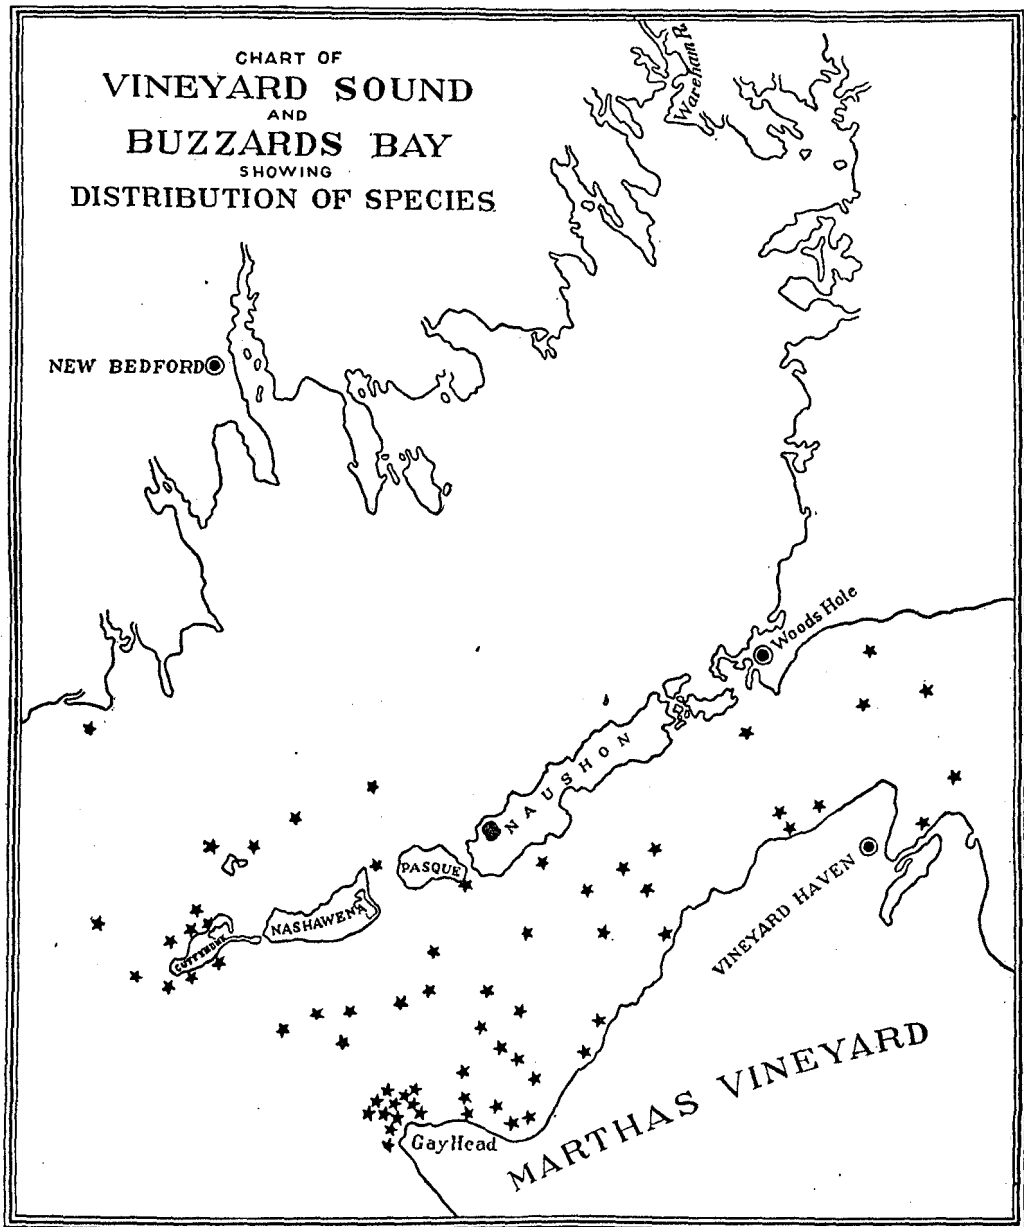 CHART OF
VINEYARD SOUND
AND
BUZZARDS BAY
SHOWING
DISTRIBUTION OF SPECIES
Wareham R.
NEW BEDFORD
Woods Hole
NAUSHON
PASQUE
NASHAWENA
CUTTYHUNK
VINEYARD HAVEN
MARTHAS VINEYARD
Gay Head